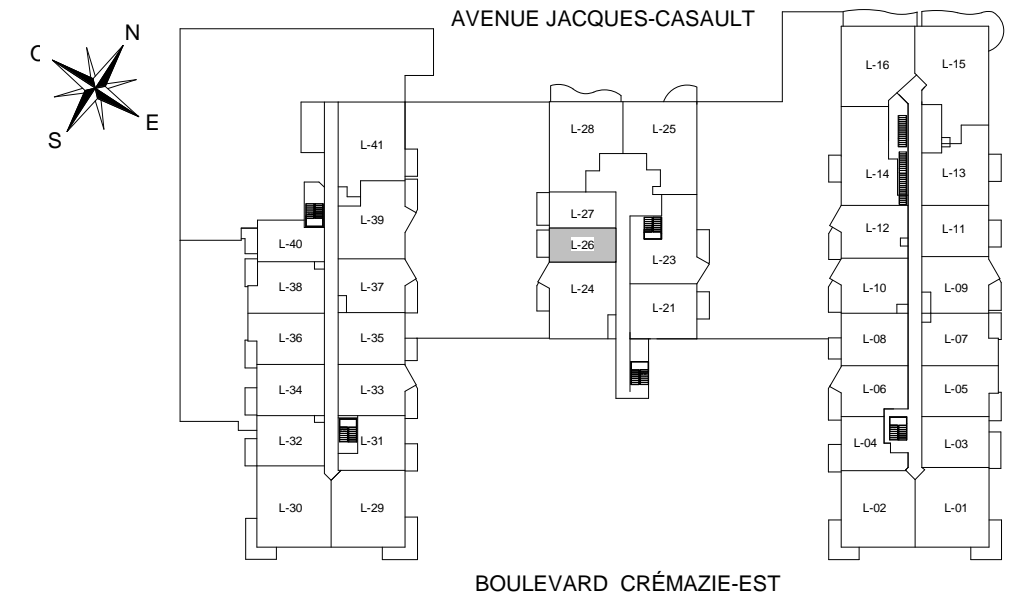 AVENUE JACQUES-CASAULT
N
O
E
S
L-16
L-15
L-28
L-25
L-41
L-14
L-13
L-27
L-39
L-12
L-11
L-40
L-26
L-23
L-38
L-37
L-24
L-10
L-09
L-21
L-36
L-35
L-08
L-07
L-34
L-33
L-06
L-05
L-32
L-31
L-04
L-03
L-30
L-29
L-02
L-01
BOULEVARD CRÉMAZIE-EST